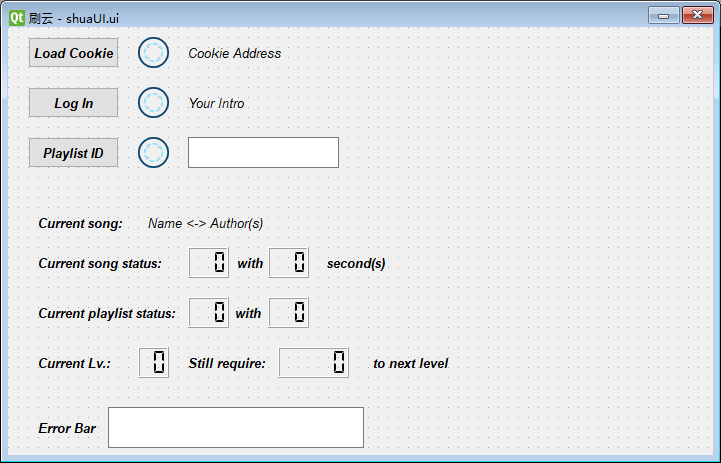 Qt 刷云 - shuaUI.ui
Load Cookie Cookie Address
Log In Your Intro
Playlist ID
Current song: Name <-> Author(s)
Current song status: 0 with 0 second(s)
Current playlist status: 0 with 0
Current Lv.: 0 Still require: 0 to next level
Error Bar